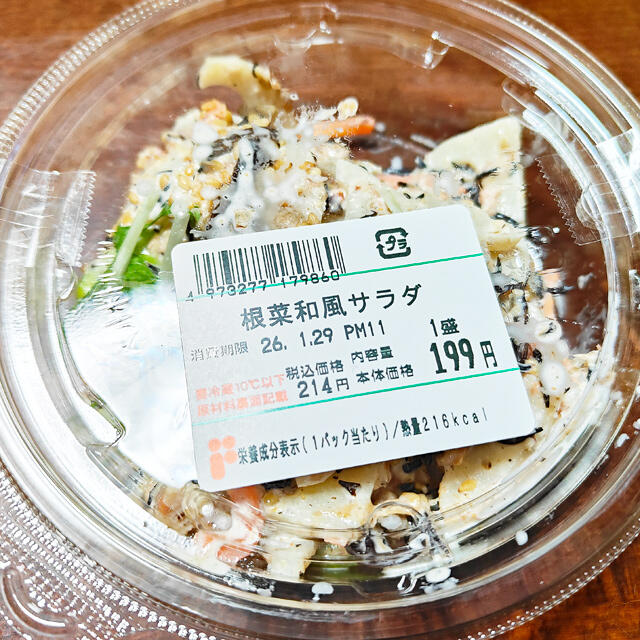 プラ
4 973277 179860
根菜和風サラダ
消費期限 26. 1.29 PM11
1盛
要冷蔵10℃以下
原材料裏面記載
税込価格 内容量
214円 本体価格 199円
栄養成分表示(1パック当たり)/熱量216kcal